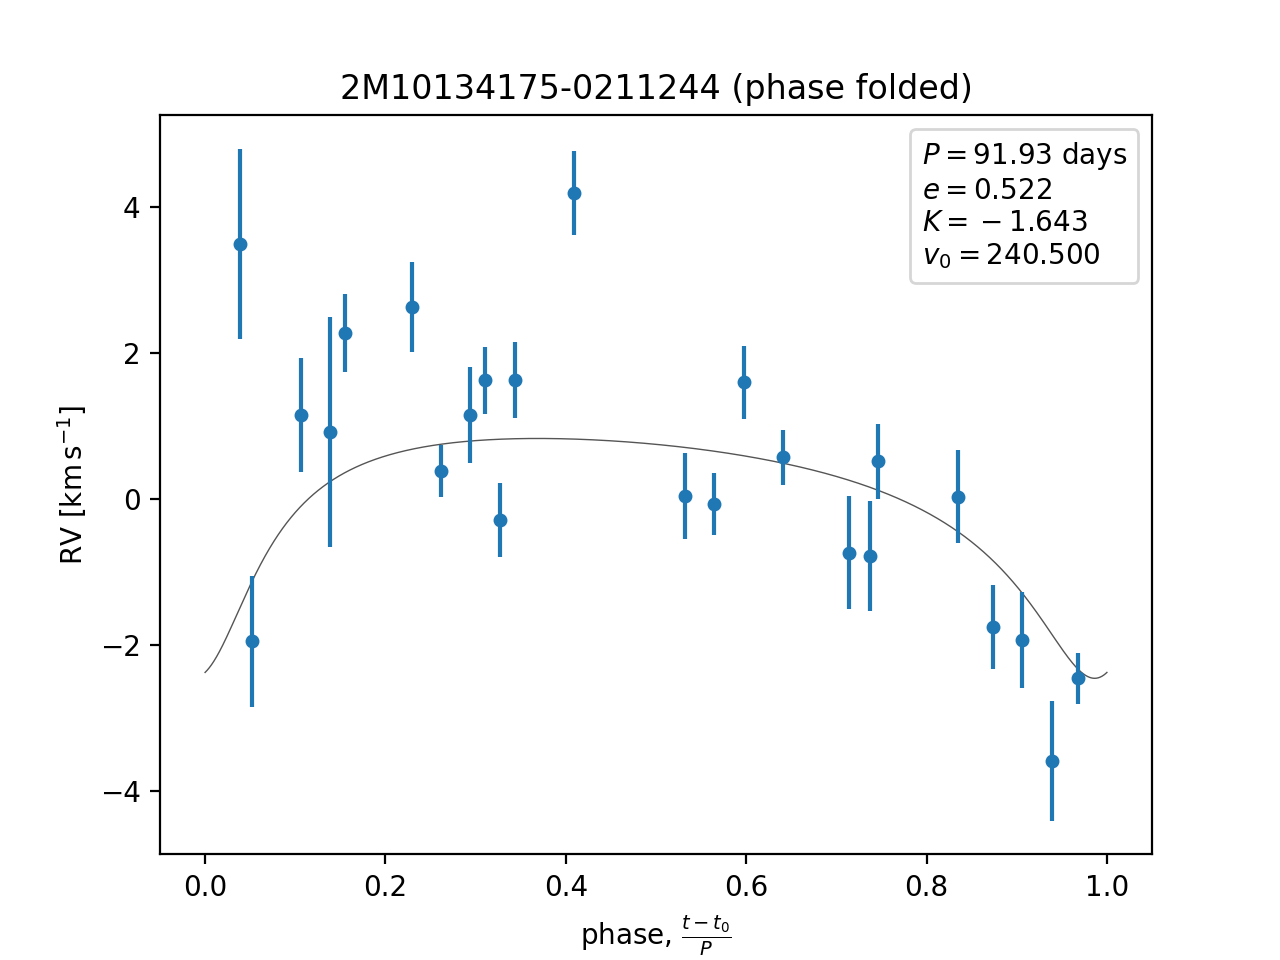 2M10134175-0211244 (phase folded)
P = 91.93 days
e = 0.522
K = −1.643
v₀ = 240.500
RV [km s⁻¹]
4
2
0
−2
−4
0.0 0.2 0.4 0.6 0.8 1.0
phase, (t − t₀)/P